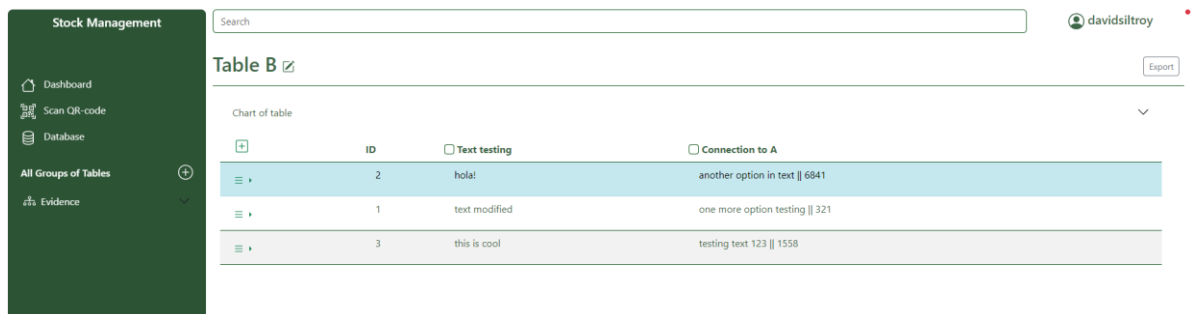 Stock Management
Search
davidsiltroy
Table B
Export
Dashboard
Scan QR-code
Database
All Groups of Tables
Evidence
Chart of table
ID Text testing Connection to A
2 hola! another option in text || 6841
1 text modified one more option testing || 321
3 this is cool testing text 123 || 1558